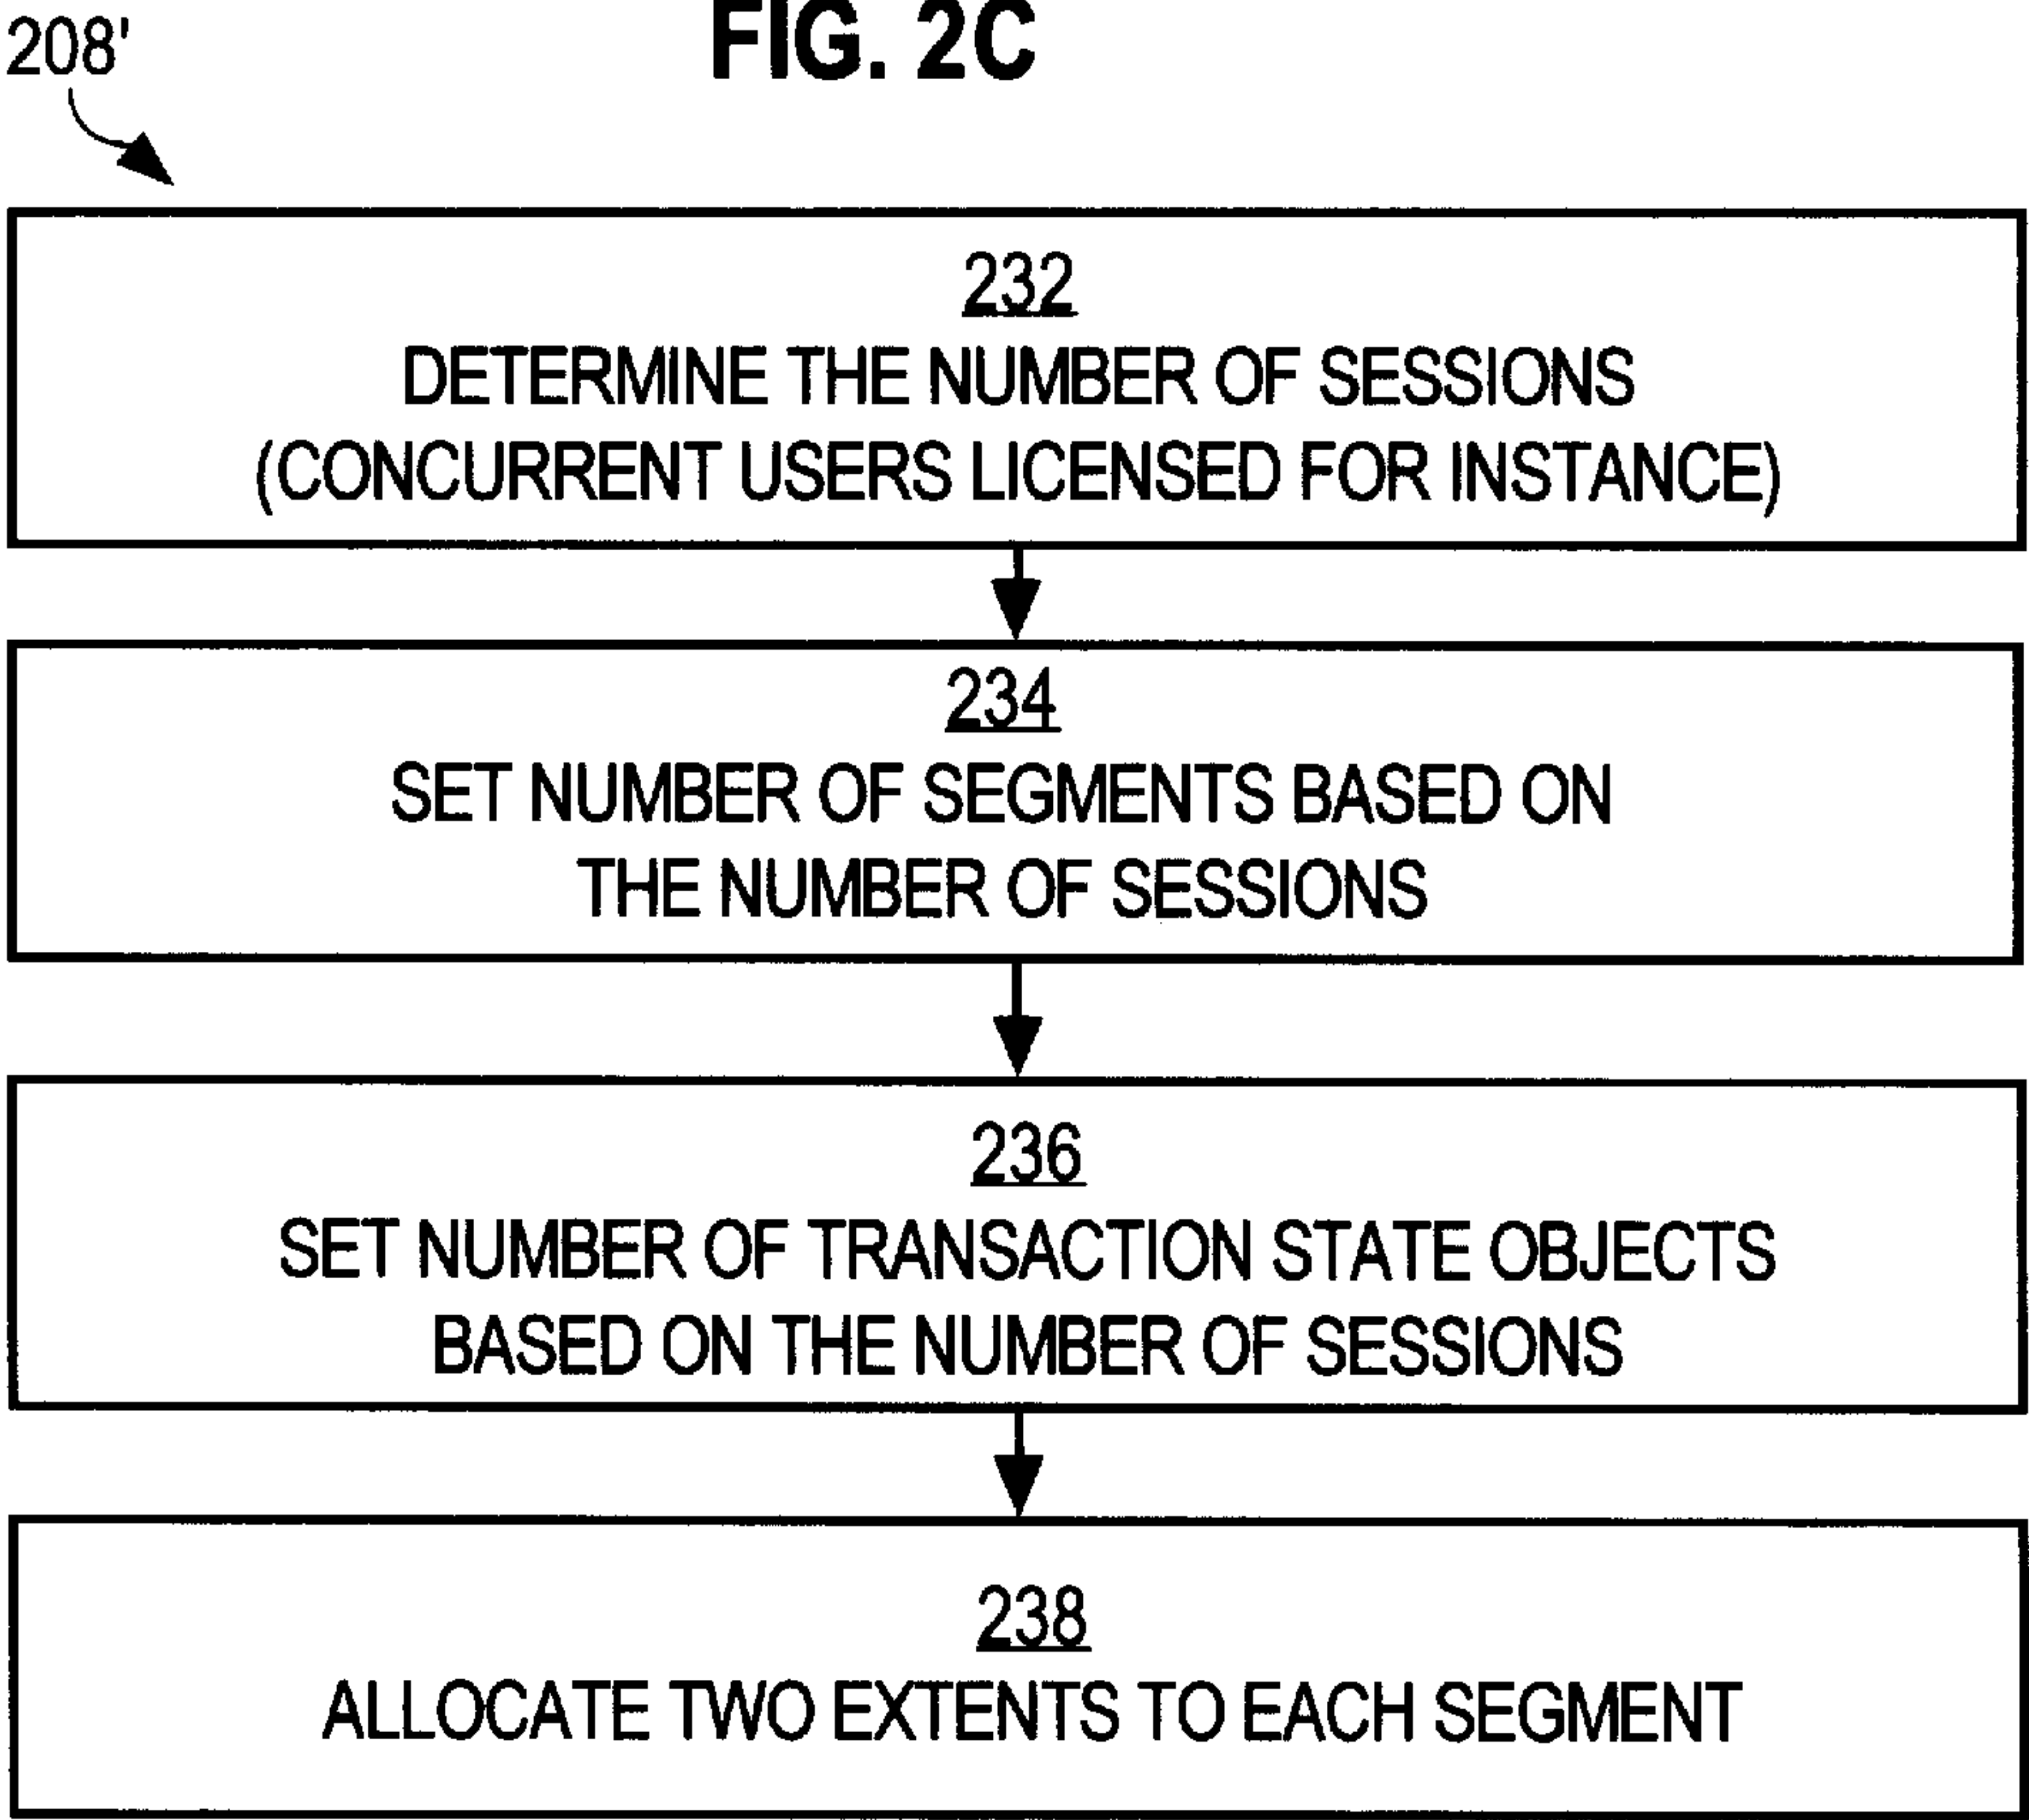 FIG. 2C
208'
232
DETERMINE THE NUMBER OF SESSIONS
(CONCURRENT USERS LICENSED FOR INSTANCE)
234
SET NUMBER OF SEGMENTS BASED ON
THE NUMBER OF SESSIONS
236
SET NUMBER OF TRANSACTION STATE OBJECTS
BASED ON THE NUMBER OF SESSIONS
238
ALLOCATE TWO EXTENTS TO EACH SEGMENT